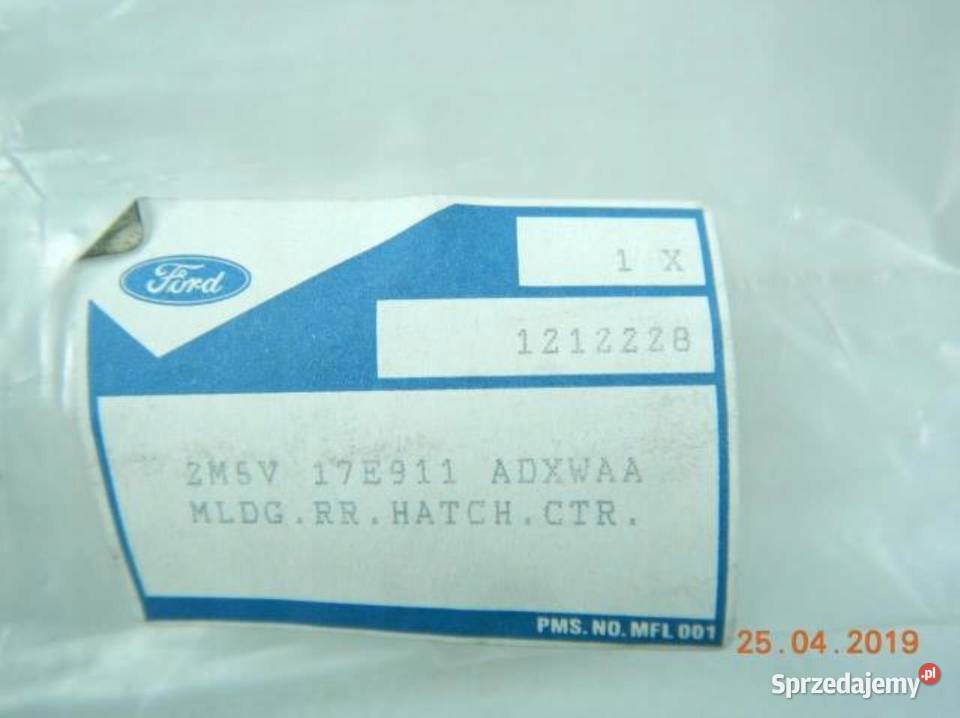 Ford
1 X
1212228
2M5V 17E911 ADXWAA
MLDG.RR.HATCH.CTR.
PMS. NO. MFL 001
25.04.2019
Sprzedajemy.pl